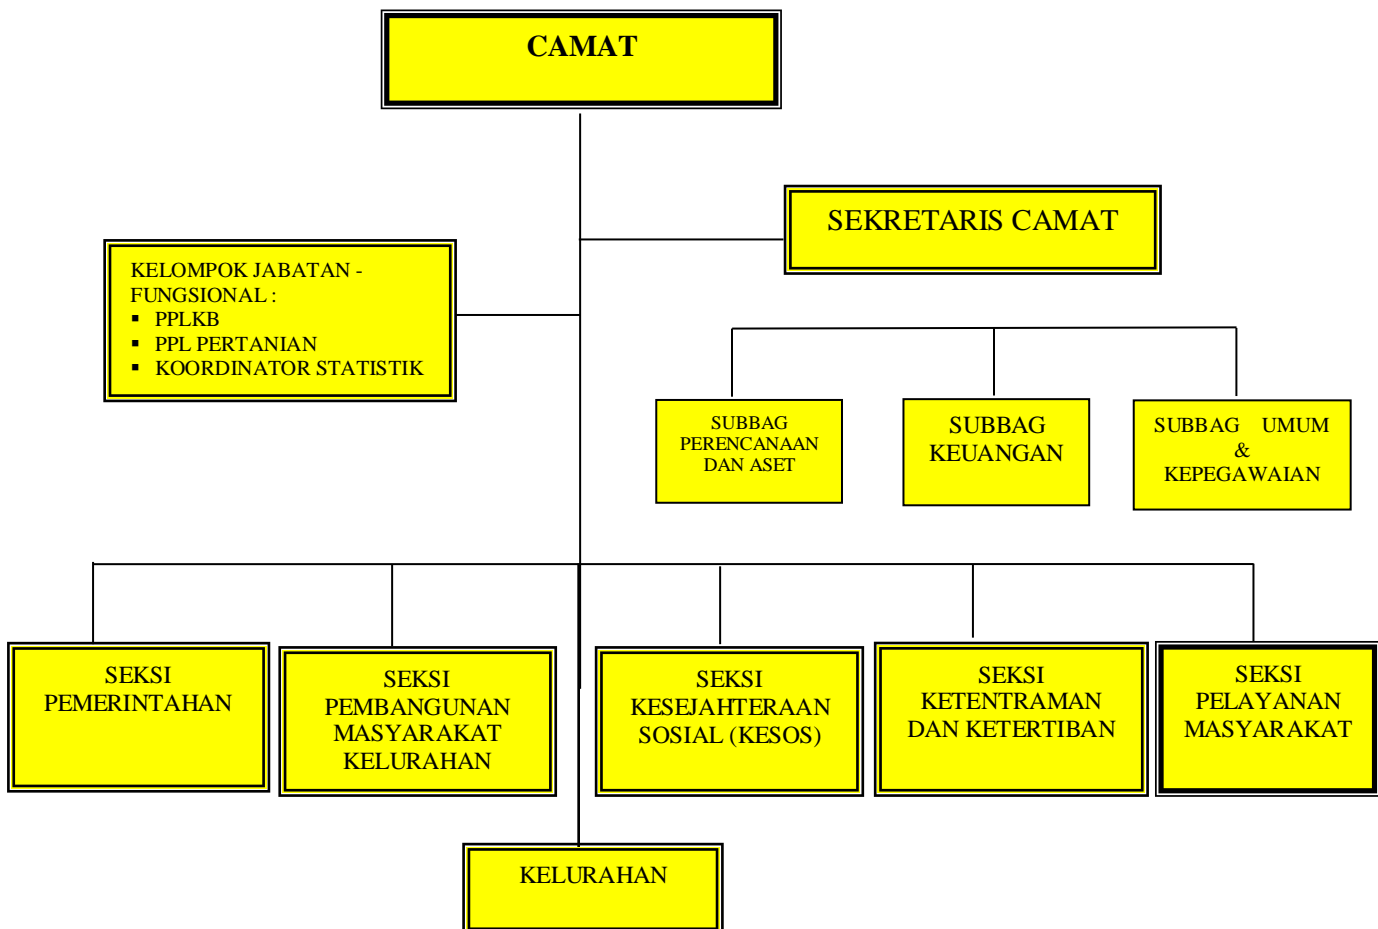 CAMAT
SEKRETARIS CAMAT
KELOMPOK JABATAN -
FUNGSIONAL :
▪ PPLKB
▪ PPL PERTANIAN
▪ KOORDINATOR STATISTIK
SUBBAG
PERENCANAAN
DAN ASET
SUBBAG
KEUANGAN
SUBBAG UMUM
&
KEPEGAWAIAN
SEKSI
PEMERINTAHAN
SEKSI
PEMBANGUNAN
MASYARAKAT
KELURAHAN
SEKSI
KESEJAHTERAAN
SOSIAL (KESOS)
SEKSI
KETENTRAMAN
DAN KETERTIBAN
SEKSI
PELAYANAN
MASYARAKAT
KELURAHAN